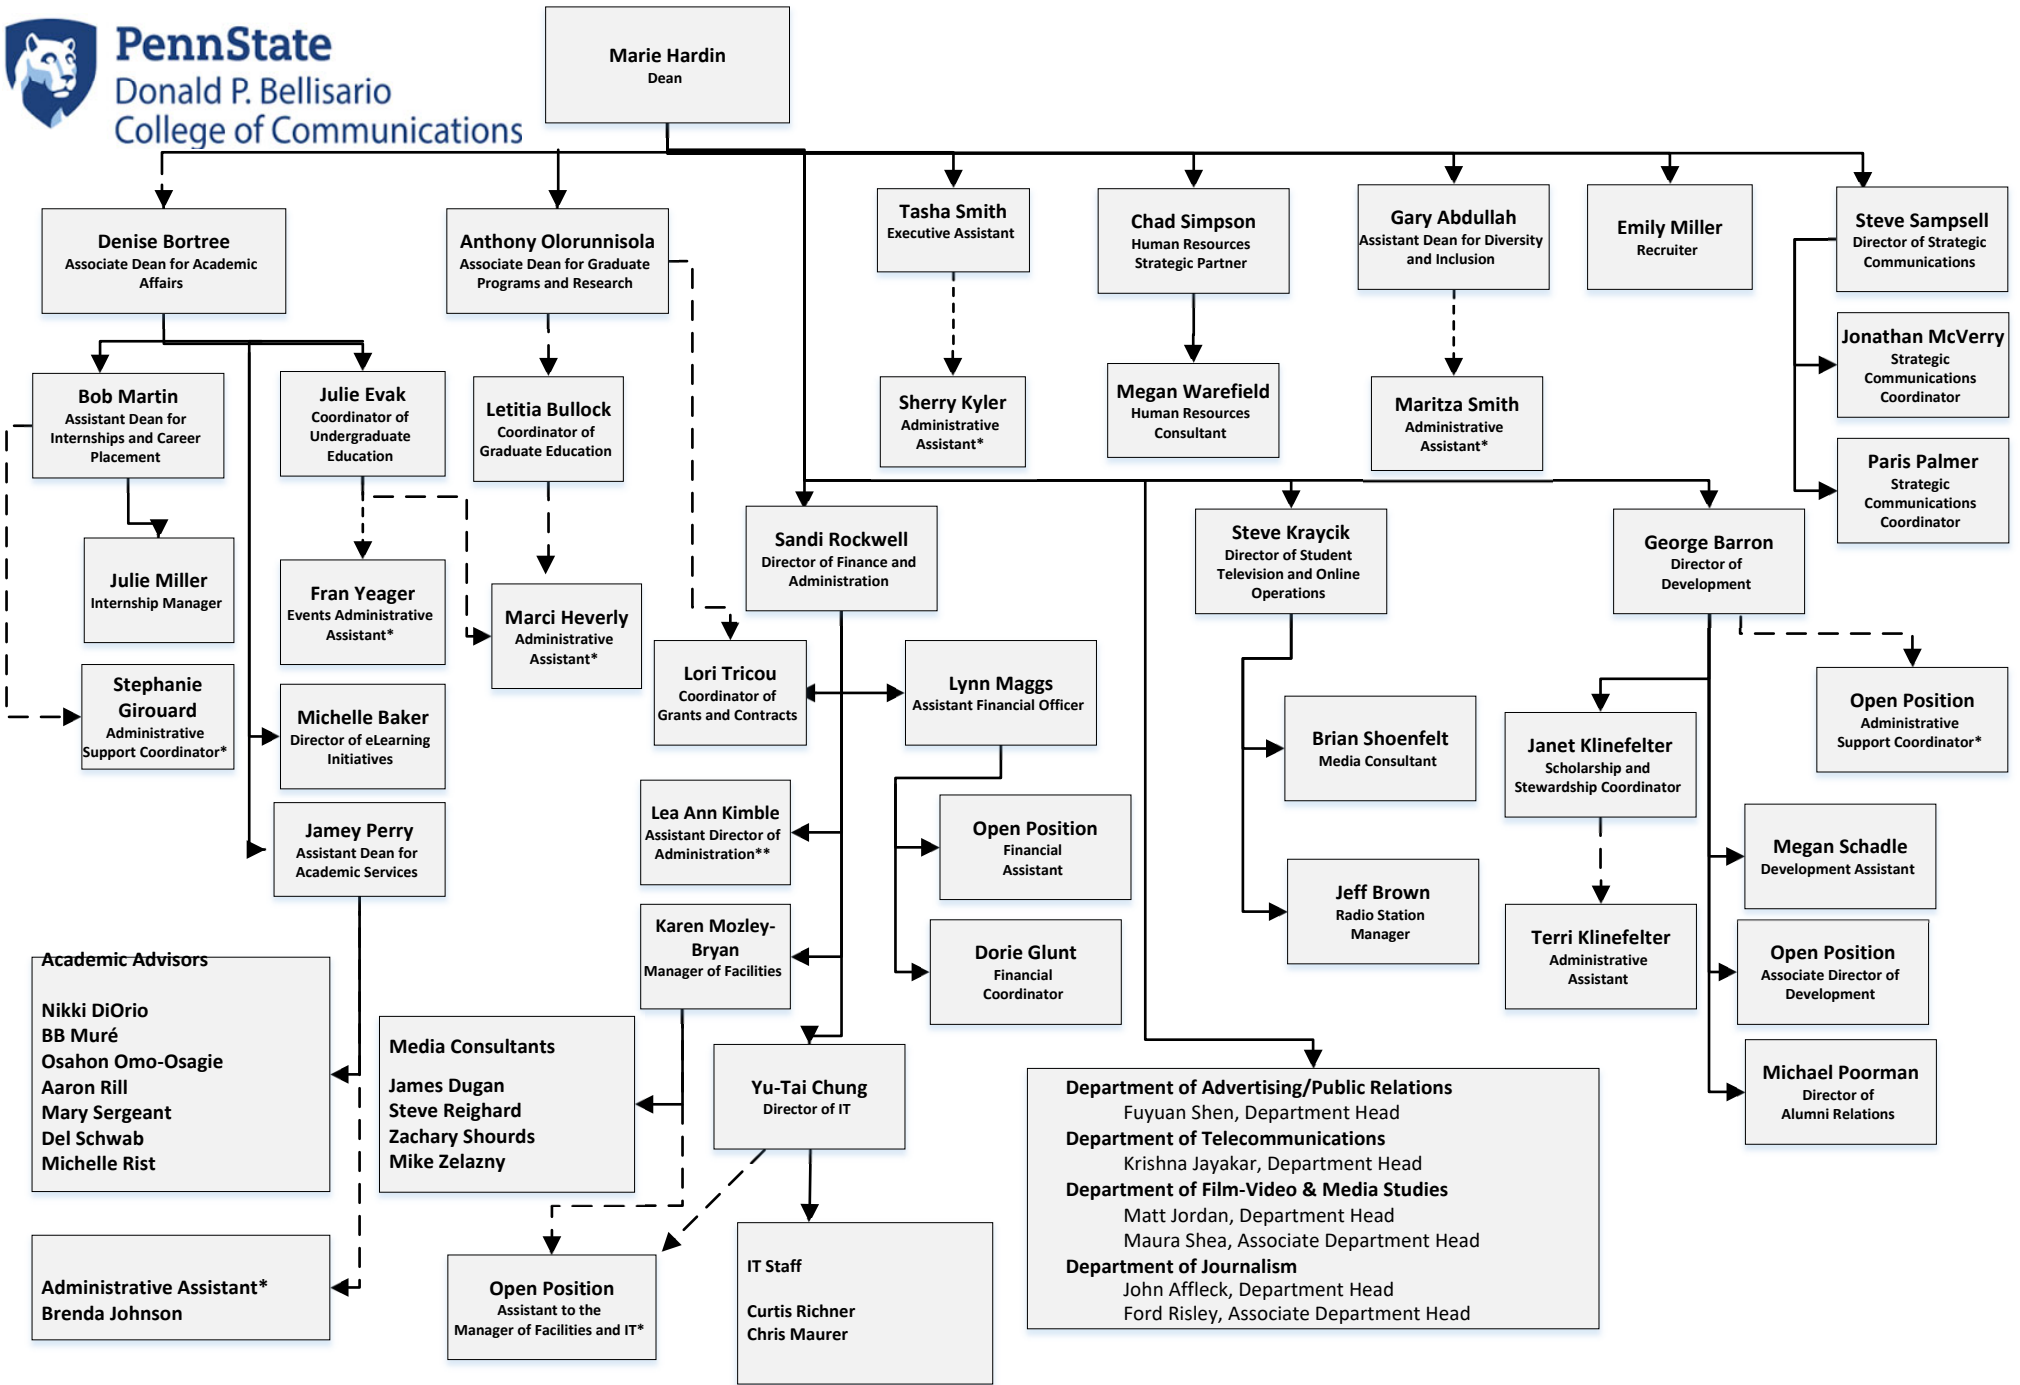 PennState
Donald P. Bellisario
College of Communications
Marie Hardin
Dean
Denise Bortree
Associate Dean for Academic
Affairs
Anthony Olorunnisola
Associate Dean for Graduate
Programs and Research
Tasha Smith
Executive Assistant
Chad Simpson
Human Resources
Strategic Partner
Gary Abdullah
Assistant Dean for Diversity
and Inclusion
Emily Miller
Recruiter
Steve Sampsell
Director of Strategic
Communications
Jonathan McVerry
Strategic
Communications
Coordinator
Paris Palmer
Strategic
Communications
Coordinator
Bob Martin
Assistant Dean for
Internships and Career
Placement
Julie Evak
Coordinator of
Undergraduate
Education
Letitia Bullock
Coordinator of
Graduate Education
Sherry Kyler
Administrative
Assistant*
Megan Warefield
Human Resources
Consultant
Maritza Smith
Administrative
Assistant*
Julie Miller
Internship Manager
Fran Yeager
Events Administrative
Assistant*
Marci Heverly
Administrative
Assistant*
Sandi Rockwell
Director of Finance and
Administration
Steve Kraycik
Director of Student
Television and Online
Operations
George Barron
Director of
Development
Stephanie
Girouard
Administrative
Support Coordinator*
Michelle Baker
Director of eLearning
Initiatives
Lori Tricou
Coordinator of
Grants and Contracts
Lynn Maggs
Assistant Financial Officer
Brian Shoenfelt
Media Consultant
Janet Klinefelter
Scholarship and
Stewardship Coordinator
Open Position
Administrative
Support Coordinator*
Jamey Perry
Assistant Dean for
Academic Services
Lea Ann Kimble
Assistant Director of
Administration**
Open Position
Financial
Assistant
Jeff Brown
Radio Station
Manager
Megan Schadle
Development Assistant
Karen Mozley-
Bryan
Manager of Facilities
Dorie Glunt
Financial
Coordinator
Terri Klinefelter
Administrative
Assistant
Open Position
Associate Director of
Development
Michael Poorman
Director of
Alumni Relations
Academic Advisors
Nikki DiOrio
BB Muré
Osahon Omo-Osagie
Aaron Rill
Mary Sergeant
Del Schwab
Michelle Rist
Media Consultants
James Dugan
Steve Reighard
Zachary Shourds
Mike Zelazny
Yu-Tai Chung
Director of IT
Department of Advertising/Public Relations
Fuyuan Shen, Department Head
Department of Telecommunications
Krishna Jayakar, Department Head
Department of Film-Video & Media Studies
Matt Jordan, Department Head
Maura Shea, Associate Department Head
Department of Journalism
John Affleck, Department Head
Ford Risley, Associate Department Head
Administrative Assistant*
Brenda Johnson
Open Position
Assistant to the
Manager of Facilities and IT*
IT Staff
Curtis Richner
Chris Maurer